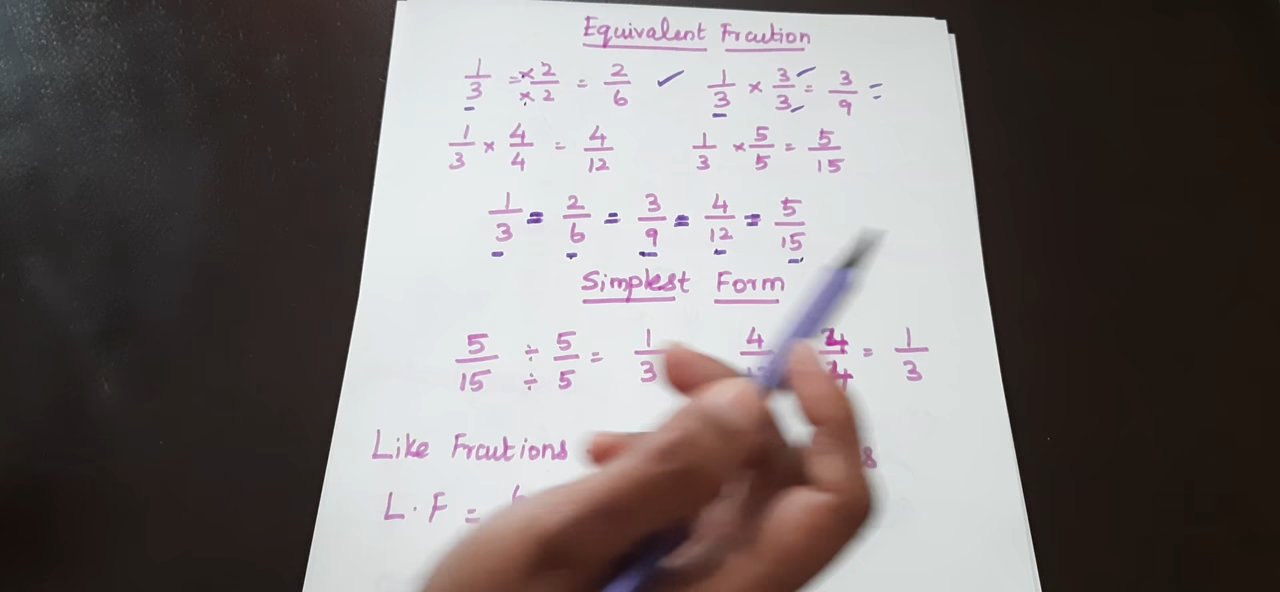 Equivalent Fraction
1/3 = ×2/×2 = 2/6 ✓ 1/3 × 3/3 = 3/9 =
1/3 × 4/4 = 4/12 1/3 × 5/5 = 5/15
1/3 = 2/6 = 3/9 = 4/12 = 5/15
Simplest Form
5/15 ÷ 5/÷ 5 = 1/3 4/ 4/4 = 1/3
Like Fractions
L.F =